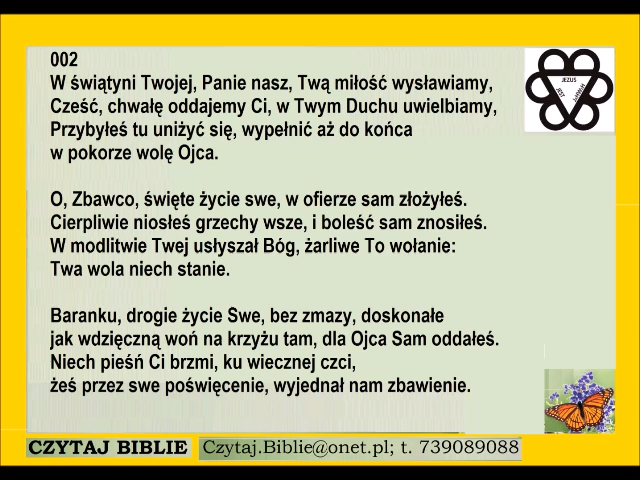 002
W świątyni Twojej, Panie nasz, Twą miłość wysławiamy,
Cześć, chwałę oddajemy Ci, w Twym Duchu uwielbiamy,
Przybyłeś tu uniżyć się, wypełnić aż do końca
w pokorze wolę Ojca.
O, Zbawco, święte życie swe, w ofierze sam złożyłeś.
Cierpliwie niosłeś grzechy wsze, i boleść sam znosiłeś.
W modlitwie Twej usłyszał Bóg, żarliwe To wołanie:
Twa wola niech stanie.
Baranku, drogie życie Swe, bez zmazy, doskonałe
jak wdzięczną woń na krzyżu tam, dla Ojca Sam oddałeś.
Niech pieśń Ci brzmi, ku wiecznej czci,
żeś przez swe poświęcenie, wyjednał nam zbawienie.
JEZUS
JEST
CZYTAJ BIBLIE
Czytaj.Biblie@onet.pl; t. 739089088